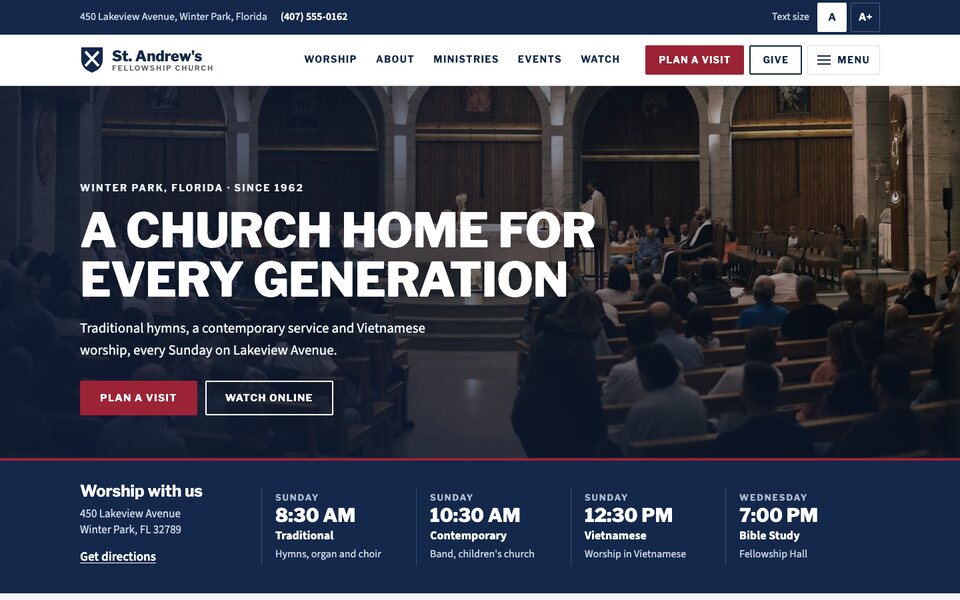 450 Lakeview Avenue, Winter Park, Florida (407) 555-0162
Text size A A+
St. Andrew's
FELLOWSHIP CHURCH
WORSHIP ABOUT MINISTRIES EVENTS WATCH PLAN A VISIT GIVE MENU
WINTER PARK, FLORIDA · SINCE 1962
A CHURCH HOME FOR
EVERY GENERATION
Traditional hymns, a contemporary service and Vietnamese
worship, every Sunday on Lakeview Avenue.
PLAN A VISIT WATCH ONLINE
Worship with us
450 Lakeview Avenue
Winter Park, FL 32789
Get directions
SUNDAY
8:30 AM
Traditional
Hymns, organ and choir
SUNDAY
10:30 AM
Contemporary
Band, children's church
SUNDAY
12:30 PM
Vietnamese
Worship in Vietnamese
WEDNESDAY
7:00 PM
Bible Study
Fellowship Hall